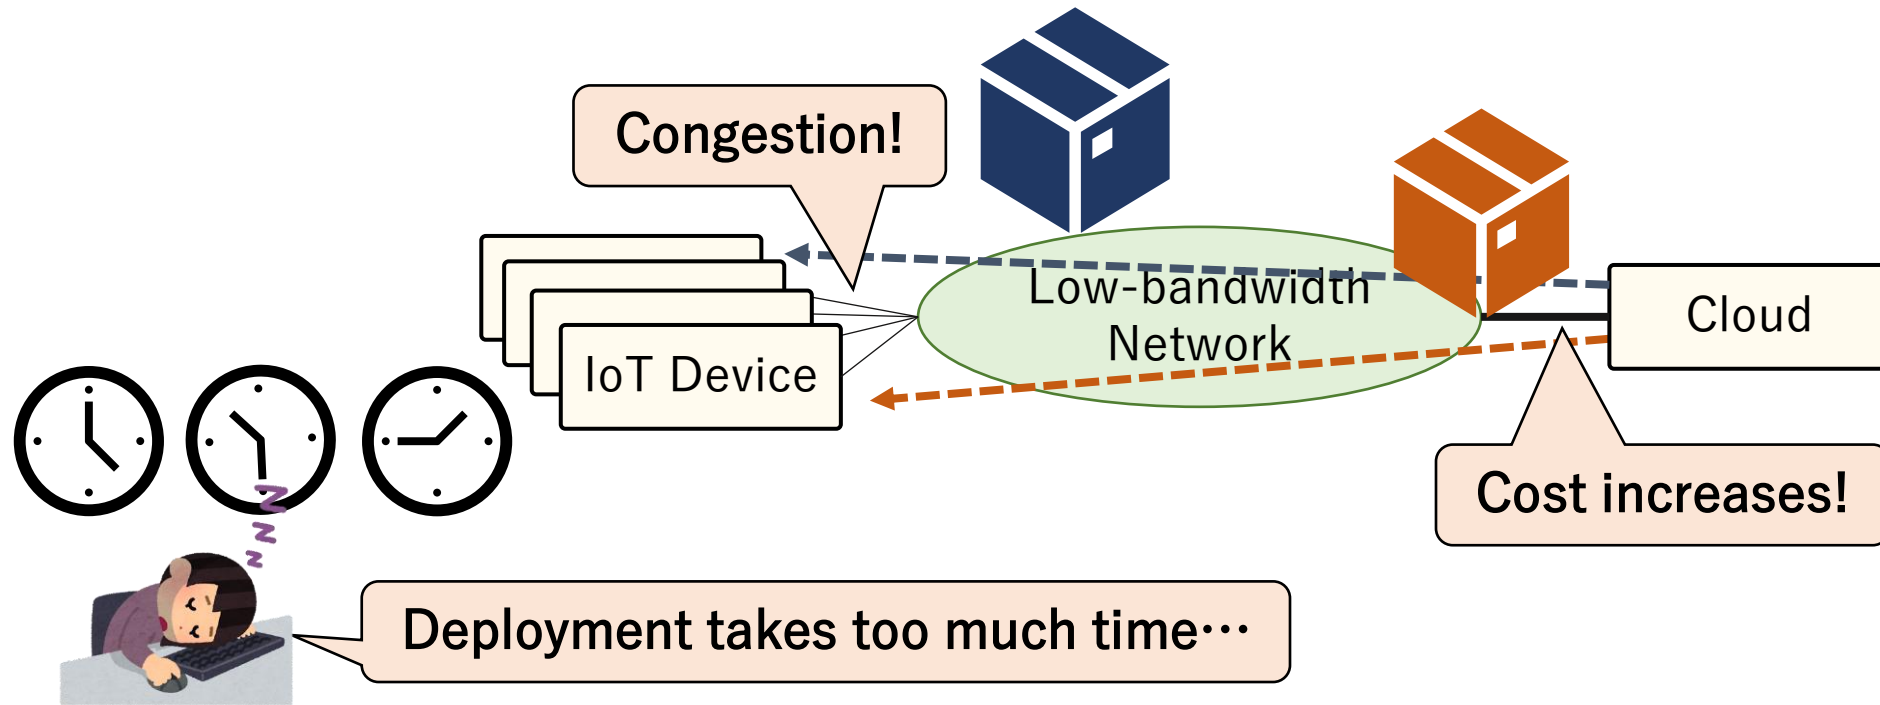 Congestion!
Low-bandwidth
Network
Cloud
IoT Device
Cost increases!
z
z
z
Deployment takes too much time…